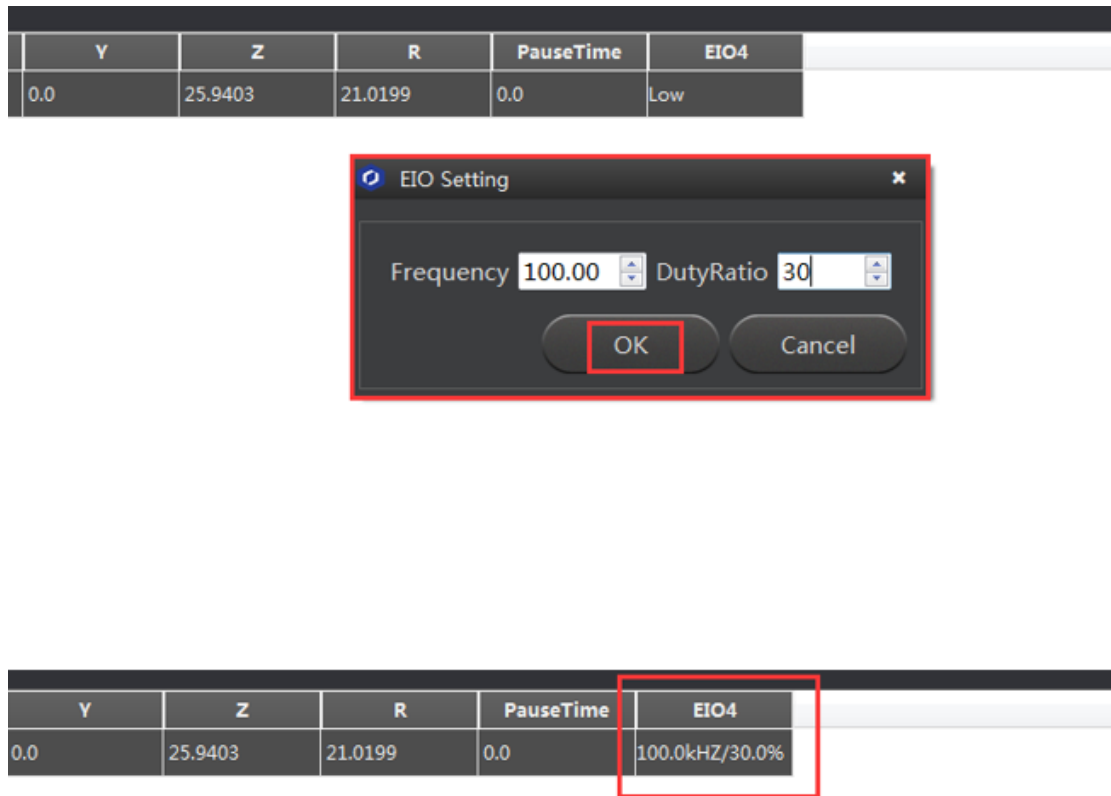 Y Z R PauseTime EIO4
0.0 25.9403 21.0199 0.0 Low
EIO Setting
Frequency 100.00 DutyRatio 30
OK Cancel
Y Z R PauseTime EIO4
0.0 25.9403 21.0199 0.0 100.0kHZ/30.0%